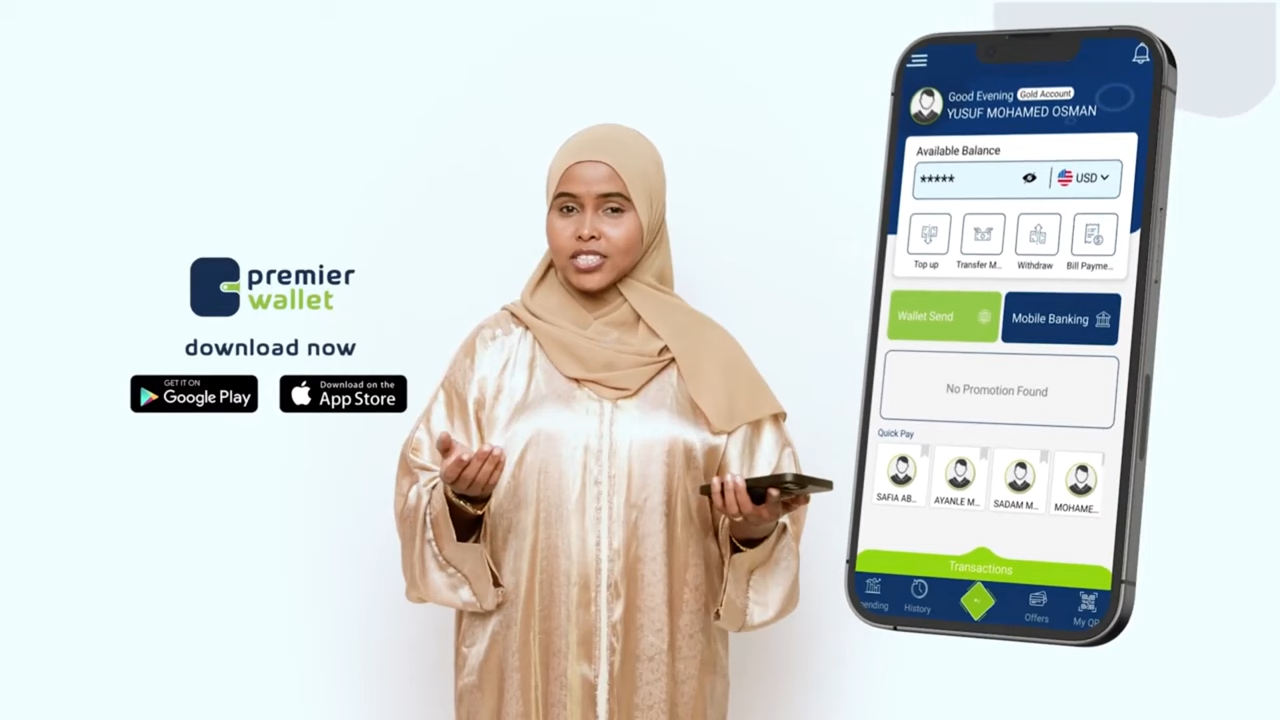 premier
wallet
download now
GET IT ON
Google Play
Download on the
App Store
Good Evening Gold Account
YUSUF MOHAMED OSMAN
Available Balance
***** USD
Top up Transfer M... Withdraw Bill Payme...
Wallet Send Mobile Banking
No Promotion Found
Quick Pay
SAFIA AB... AYANLE M... SADAM M... MOHAME...
Transactions
ending History Offers My QR